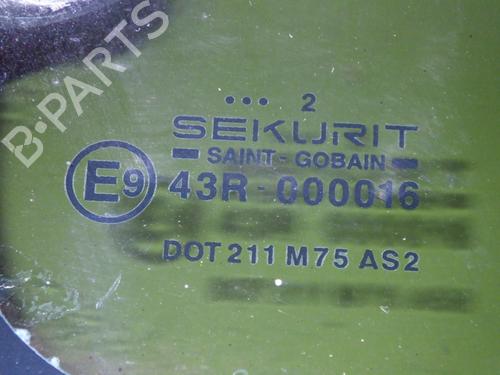 B-PARTS
••• 2
SEKURIT
SAINT-GOBAIN
E9 43R-000016
DOT 211 M75 AS2